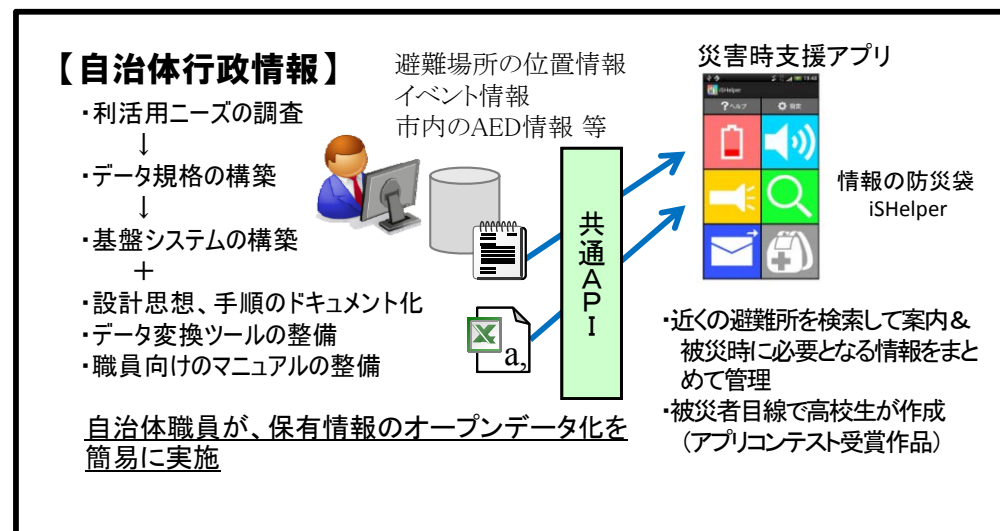 【自治体行政情報】
・利活用ニーズの調査
↓
・データ規格の構築
↓
・基盤システムの構築
＋
・設計思想、手順のドキュメント化
・データ変換ツールの整備
・職員向けのマニュアルの整備
自治体職員が、保有情報のオープンデータ化を
簡易に実施
避難場所の位置情報
イベント情報
市内のAED情報 等
a,
共通ＡＰＩ
災害時支援アプリ
iSHelper
?ヘルプ
設定
情報の防災袋
iSHelper
・近くの避難所を検索して案内＆
被災時に必要となる情報をまと
めて管理
・被災者目線で高校生が作成
（アプリコンテスト受賞作品）